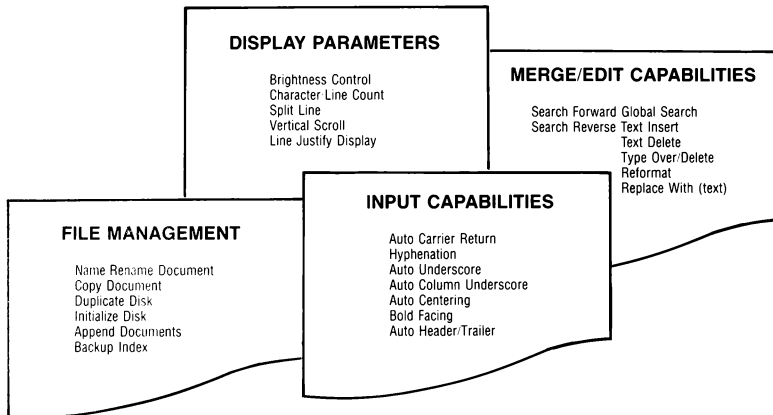 DISPLAY PARAMETERS
Brightness Control
Character Line Count
Split Line
Vertical Scroll
Line Justify Display
MERGE/EDIT CAPABILITIES
Search Forward Global Search
Search Reverse Text Insert
Text Delete
Type Over/Delete
Reformat
Replace With (text)
FILE MANAGEMENT
Name Rename Document
Copy Document
Duplicate Disk
Initialize Disk
Append Documents
Backup Index
INPUT CAPABILITIES
Auto Carrier Return
Hyphenation
Auto Underscore
Auto Column Underscore
Auto Centering
Bold Facing
Auto Header/Trailer